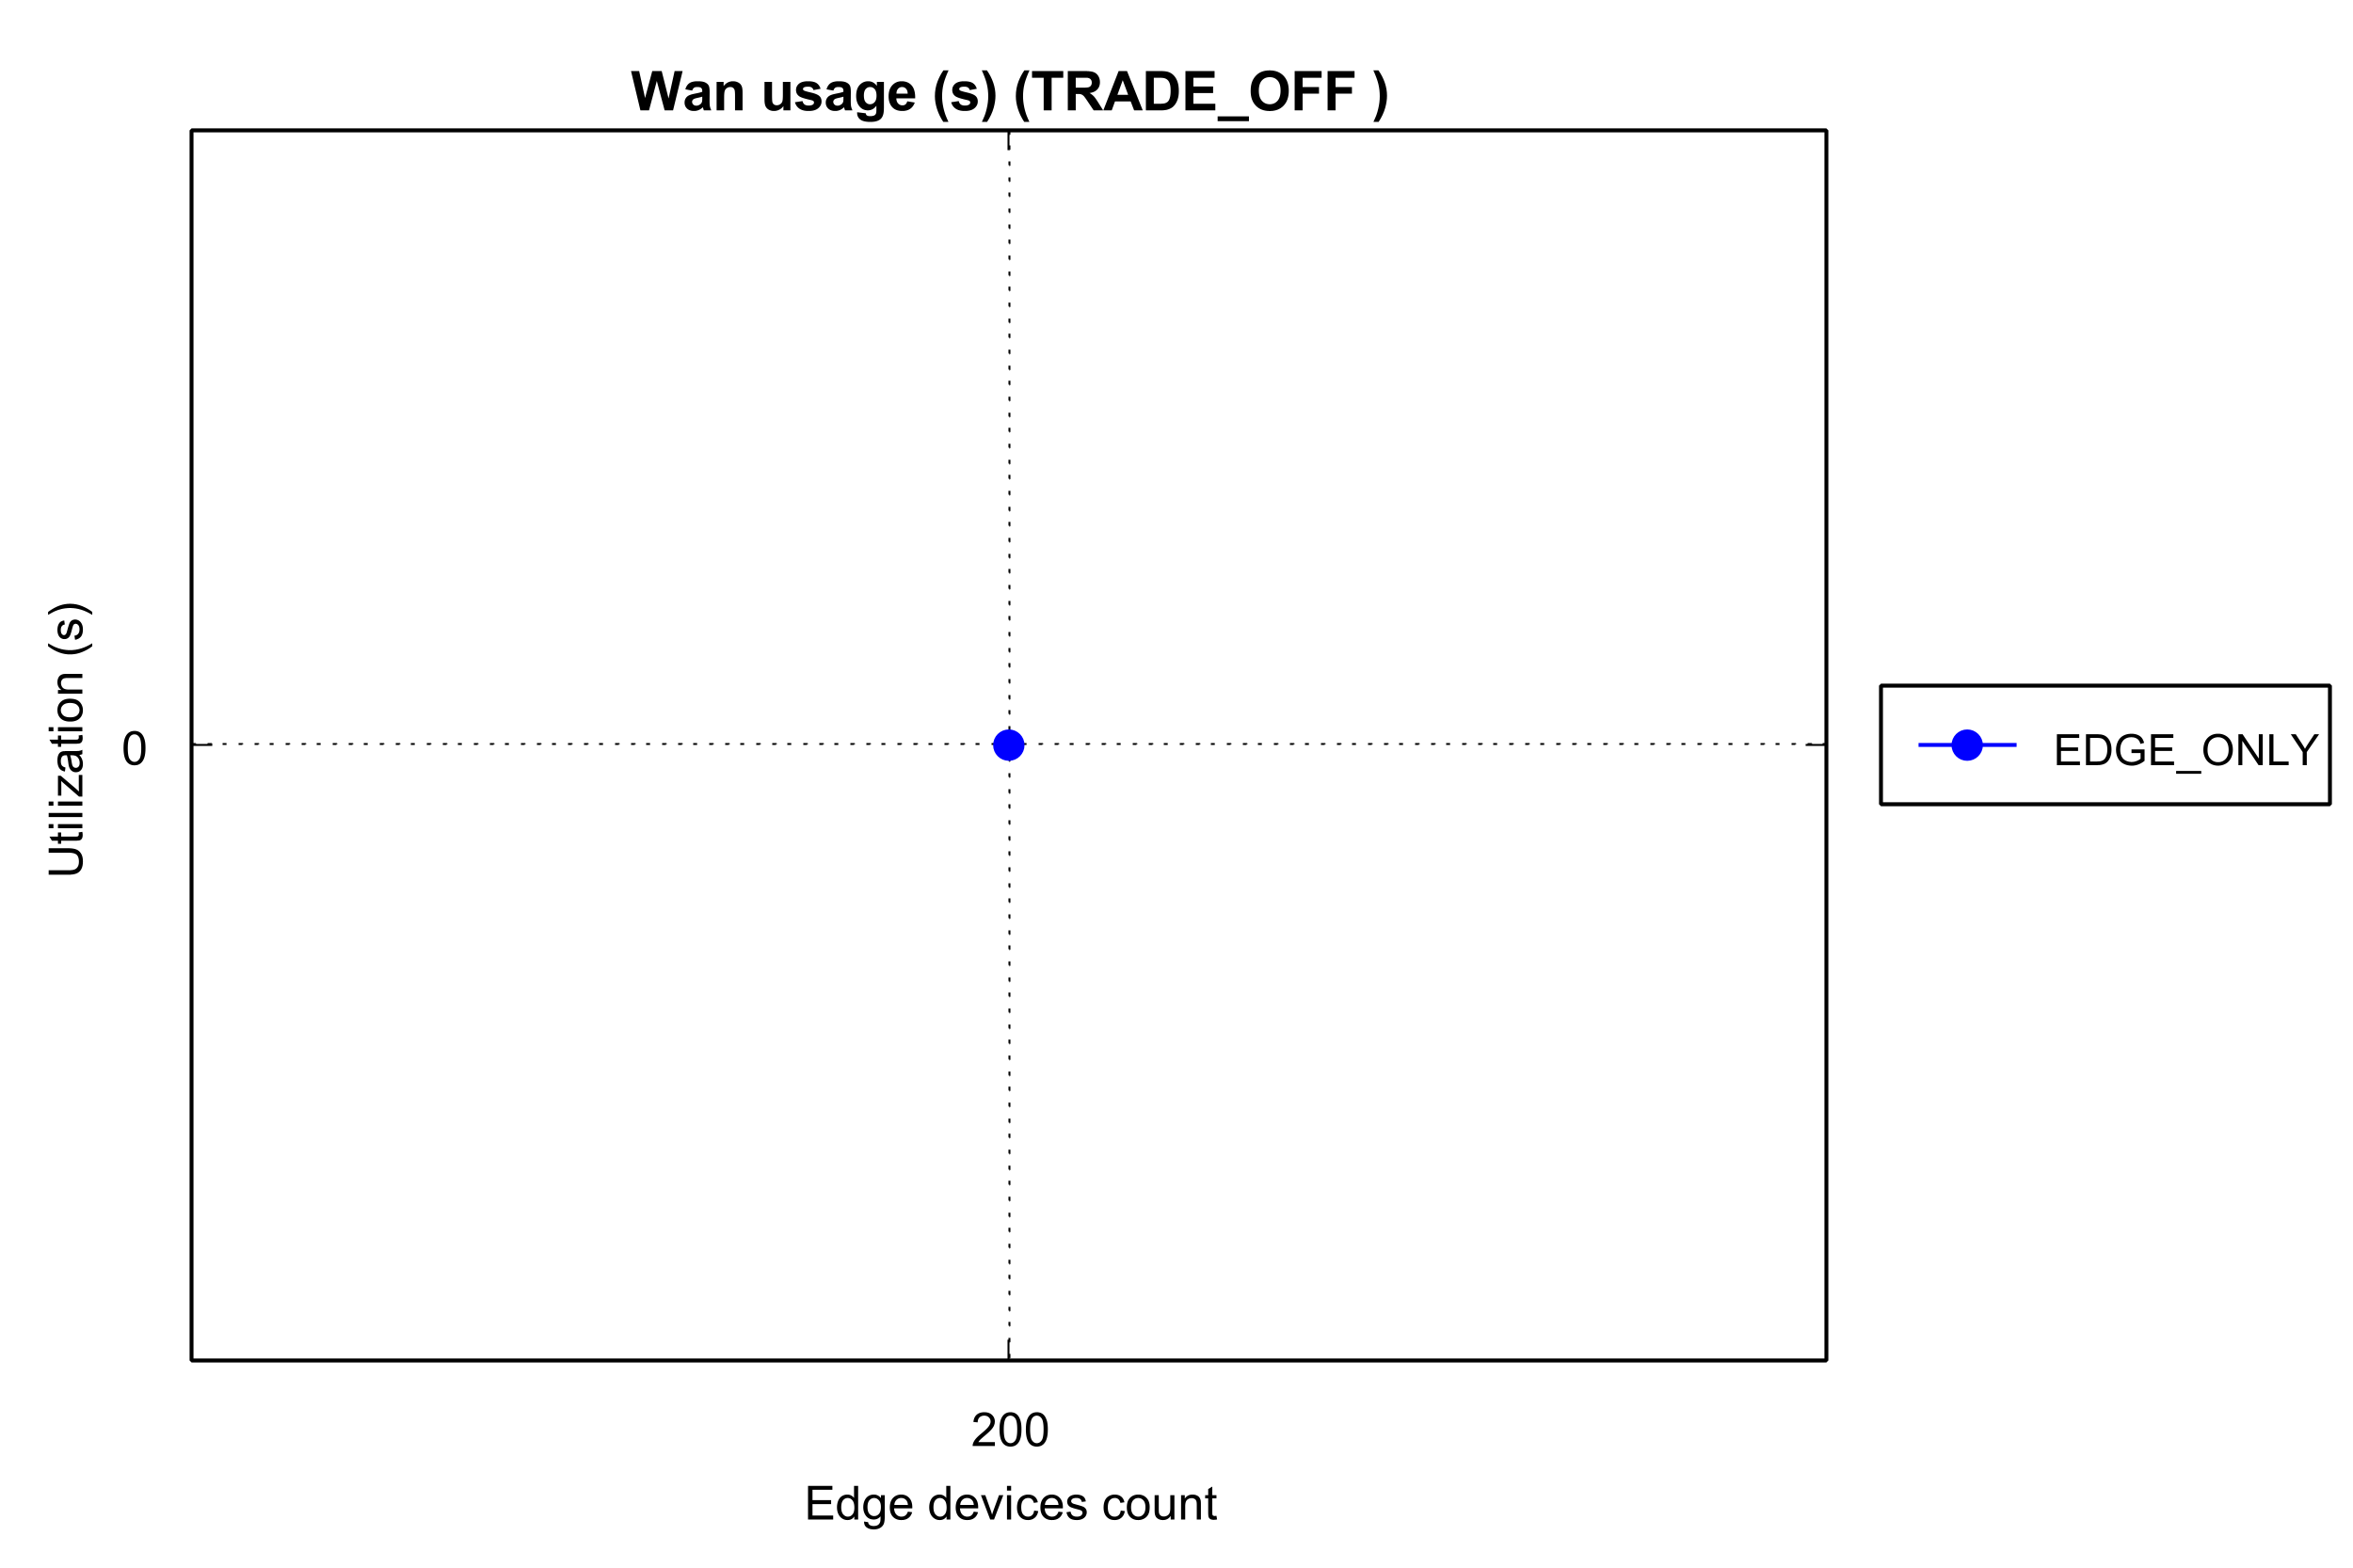 Wan usage (s) (TRADE_OFF )
Utilization (s)
0
EDGE_ONLY
200
Edge devices count